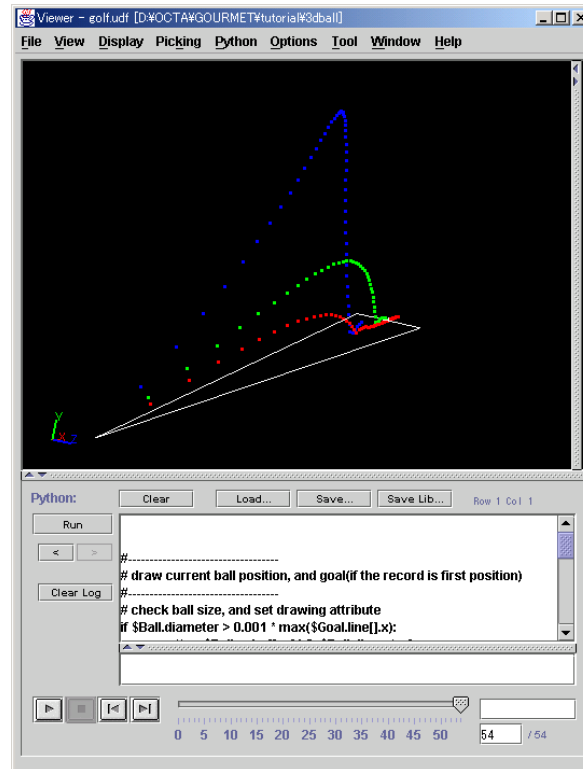 Viewer - golf.udf [D:¥OCTA¥GOURMET¥tutorial¥3dball]
File View Display Picking Python Options Tool Window Help
Y
X Z
Python: Clear Load... Save... Save Lib... Row 1 Col 1
Run
< >
Clear Log
#-----------------------------------
# draw current ball position, and goal(if the record is first position)
#-----------------------------------
# check ball size, and set drawing attribute
if $Ball.diameter > 0.001 * max($Goal.line[].x):
0 5 10 15 20 25 30 35 40 45 50
54 / 54